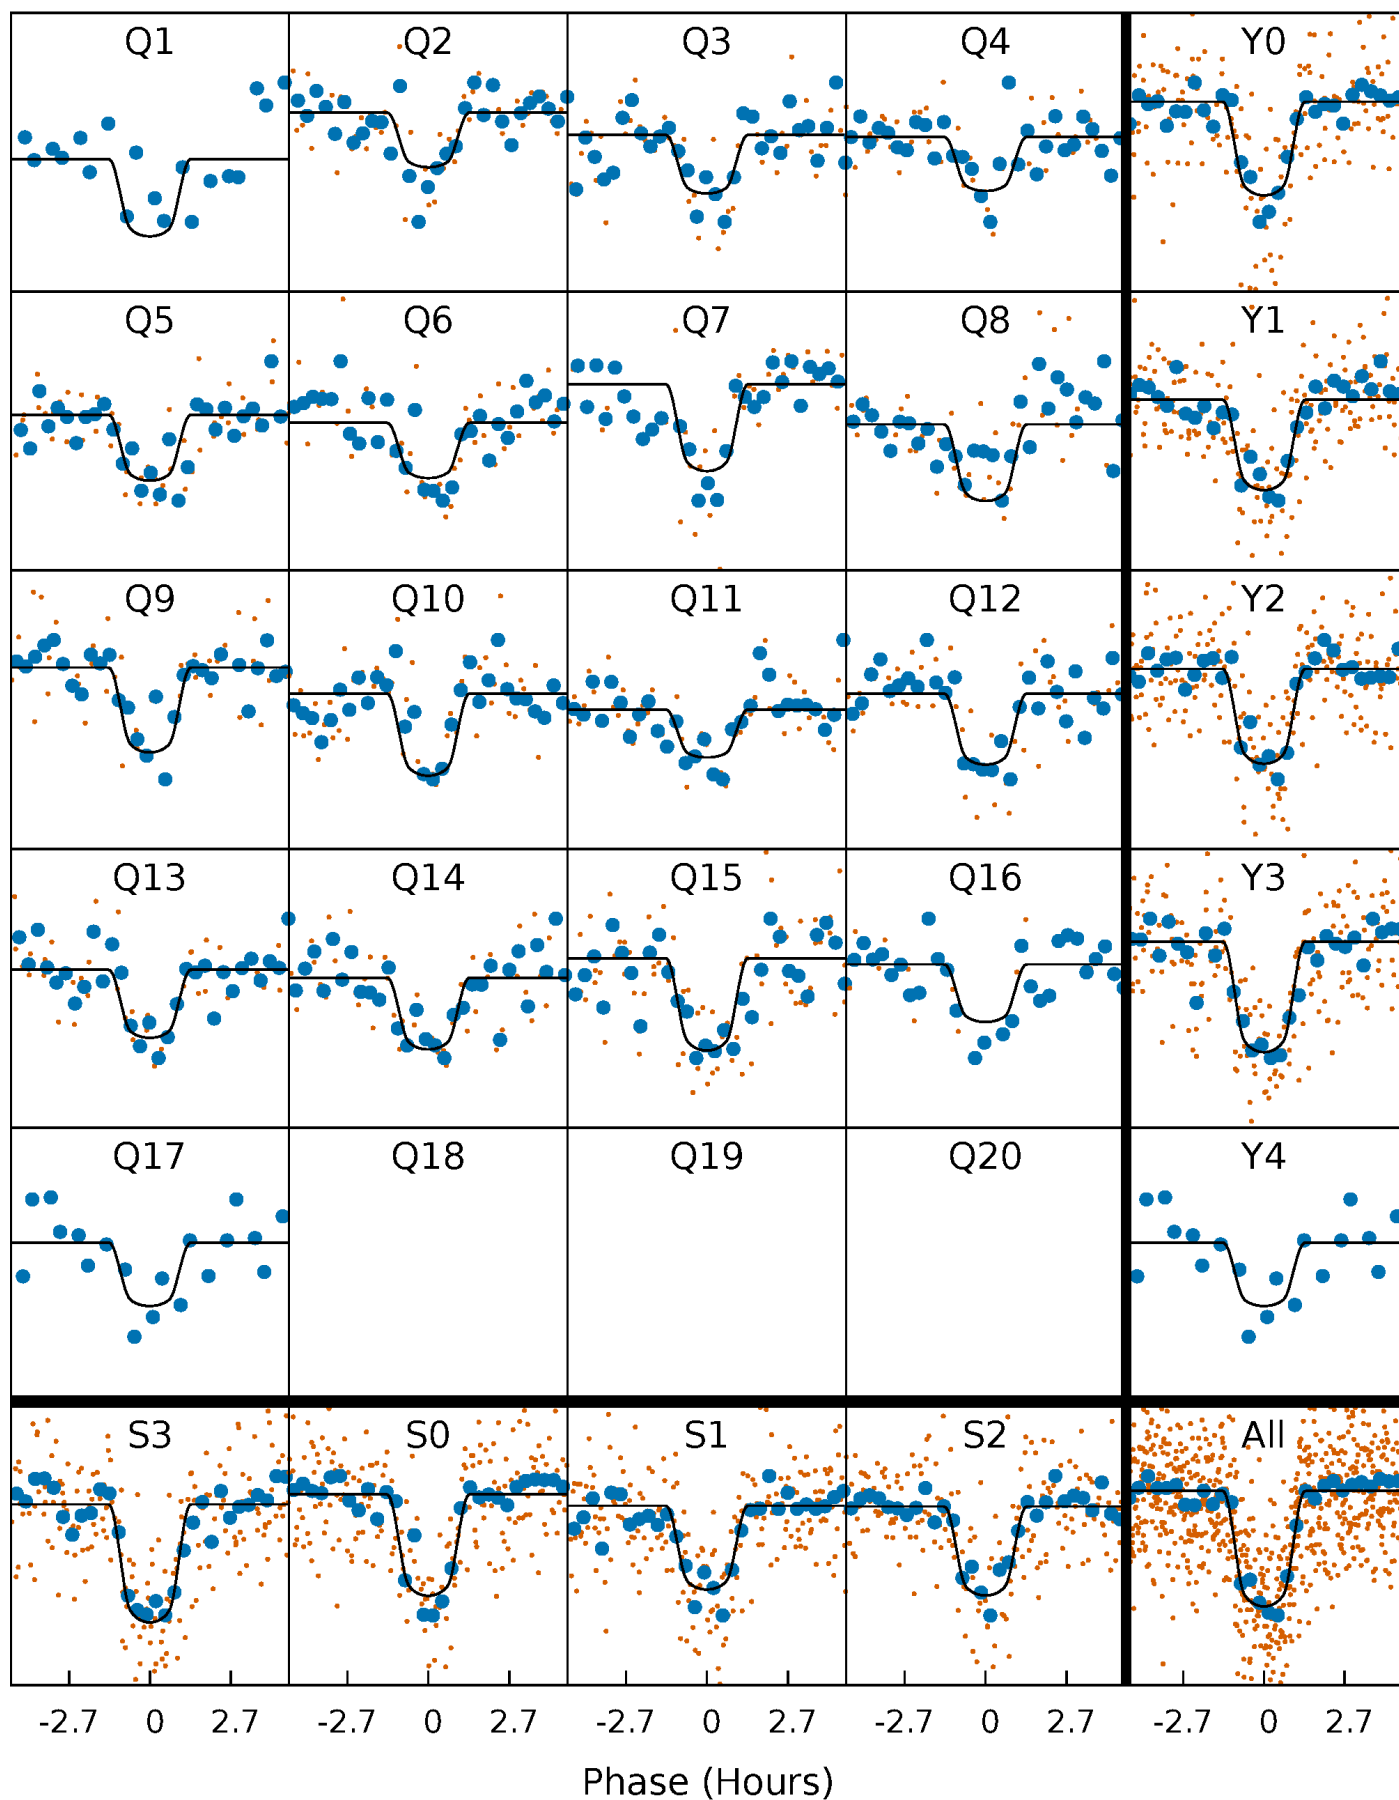 Q1 Q2 Q3 Q4 Y0
Q5 Q6 Q7 Q8 Y1
Q9 Q10 Q11 Q12 Y2
Q13 Q14 Q15 Q16 Y3
Q17 Q18 Q19 Q20 Y4
S3 S0 S1 S2 All
-2.7 0 2.7 -2.7 0 2.7 -2.7 0 2.7 -2.7 0 2.7 -2.7 0 2.7
Phase (Hours)